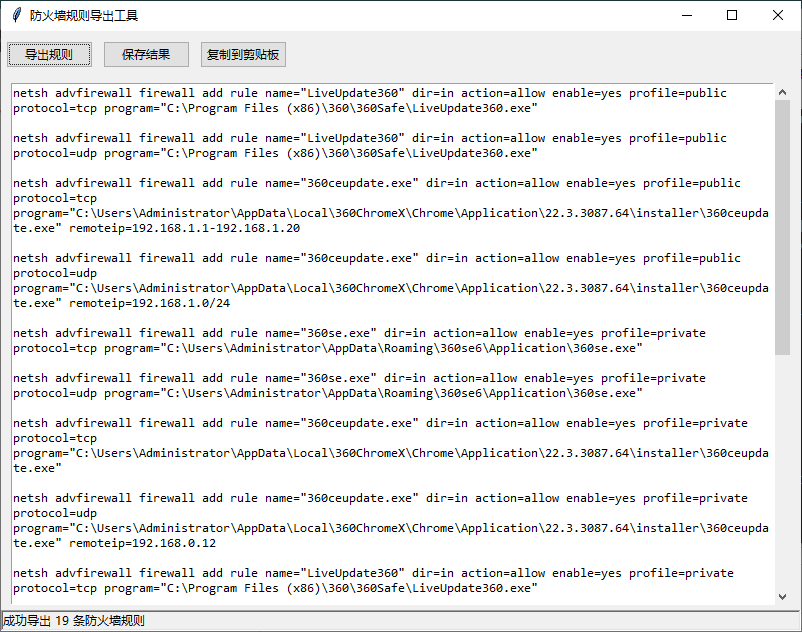 防火墙规则导出工具
导出规则 保存结果 复制到剪贴板
netsh advfirewall firewall add rule name="LiveUpdate360" dir=in action=allow enable=yes profile=public
protocol=tcp program="C:\Program Files (x86)\360\360Safe\LiveUpdate360.exe"
netsh advfirewall firewall add rule name="LiveUpdate360" dir=in action=allow enable=yes profile=public
protocol=udp program="C:\Program Files (x86)\360\360Safe\LiveUpdate360.exe"
netsh advfirewall firewall add rule name="360ceupdate.exe" dir=in action=allow enable=yes profile=public
protocol=tcp
program="C:\Users\Administrator\AppData\Local\360ChromeX\Chrome\Application\22.3.3087.64\installer\360ceupda
te.exe" remoteip=192.168.1.1-192.168.1.20
netsh advfirewall firewall add rule name="360ceupdate.exe" dir=in action=allow enable=yes profile=public
protocol=udp
program="C:\Users\Administrator\AppData\Local\360ChromeX\Chrome\Application\22.3.3087.64\installer\360ceupda
te.exe" remoteip=192.168.1.0/24
netsh advfirewall firewall add rule name="360se.exe" dir=in action=allow enable=yes profile=private
protocol=tcp program="C:\Users\Administrator\AppData\Roaming\360se6\Application\360se.exe"
netsh advfirewall firewall add rule name="360se.exe" dir=in action=allow enable=yes profile=private
protocol=udp program="C:\Users\Administrator\AppData\Roaming\360se6\Application\360se.exe"
netsh advfirewall firewall add rule name="360ceupdate.exe" dir=in action=allow enable=yes profile=private
protocol=tcp
program="C:\Users\Administrator\AppData\Local\360ChromeX\Chrome\Application\22.3.3087.64\installer\360ceupda
te.exe"
netsh advfirewall firewall add rule name="360ceupdate.exe" dir=in action=allow enable=yes profile=private
protocol=udp
program="C:\Users\Administrator\AppData\Local\360ChromeX\Chrome\Application\22.3.3087.64\installer\360ceupda
te.exe" remoteip=192.168.0.12
netsh advfirewall firewall add rule name="LiveUpdate360" dir=in action=allow enable=yes profile=private
protocol=tcp program="C:\Program Files (x86)\360\360Safe\LiveUpdate360.exe"
成功导出 19 条防火墙规则